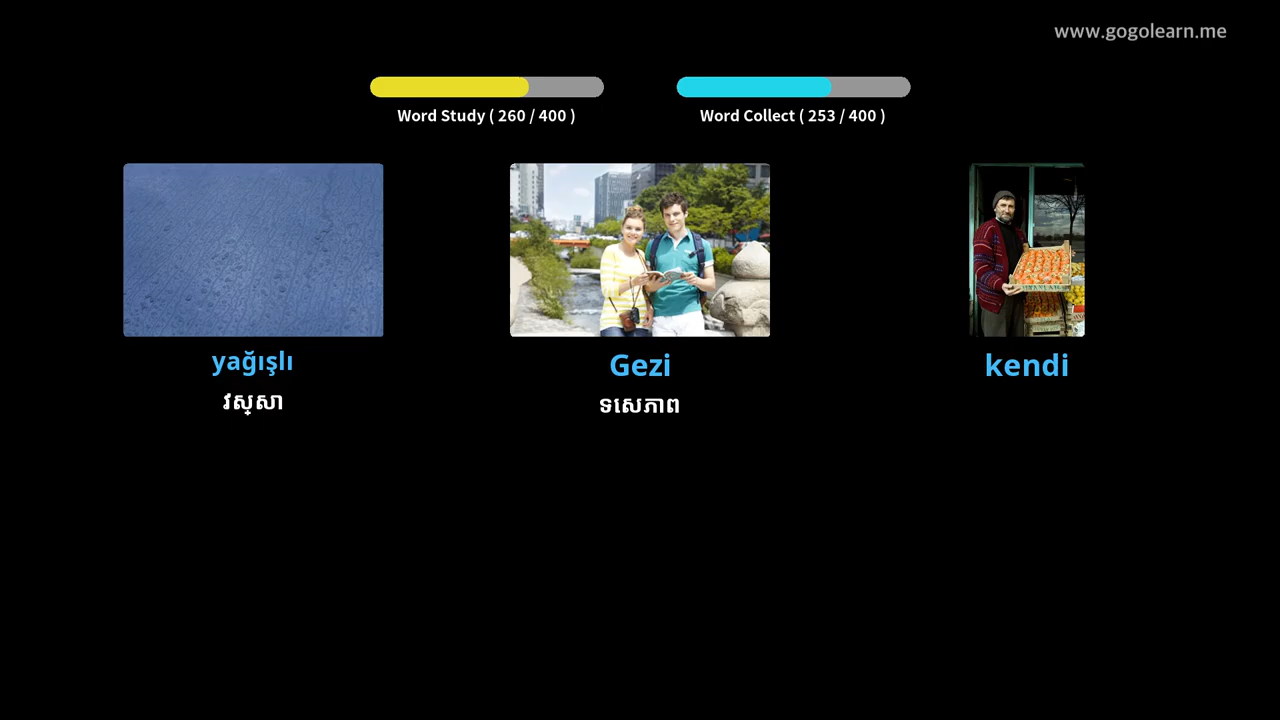 www.gogolearn.me
Word Study ( 260 / 400 )
Word Collect ( 253 / 400 )
yağışlı
Gezi
kendi
វស្សា
ទេសភាព